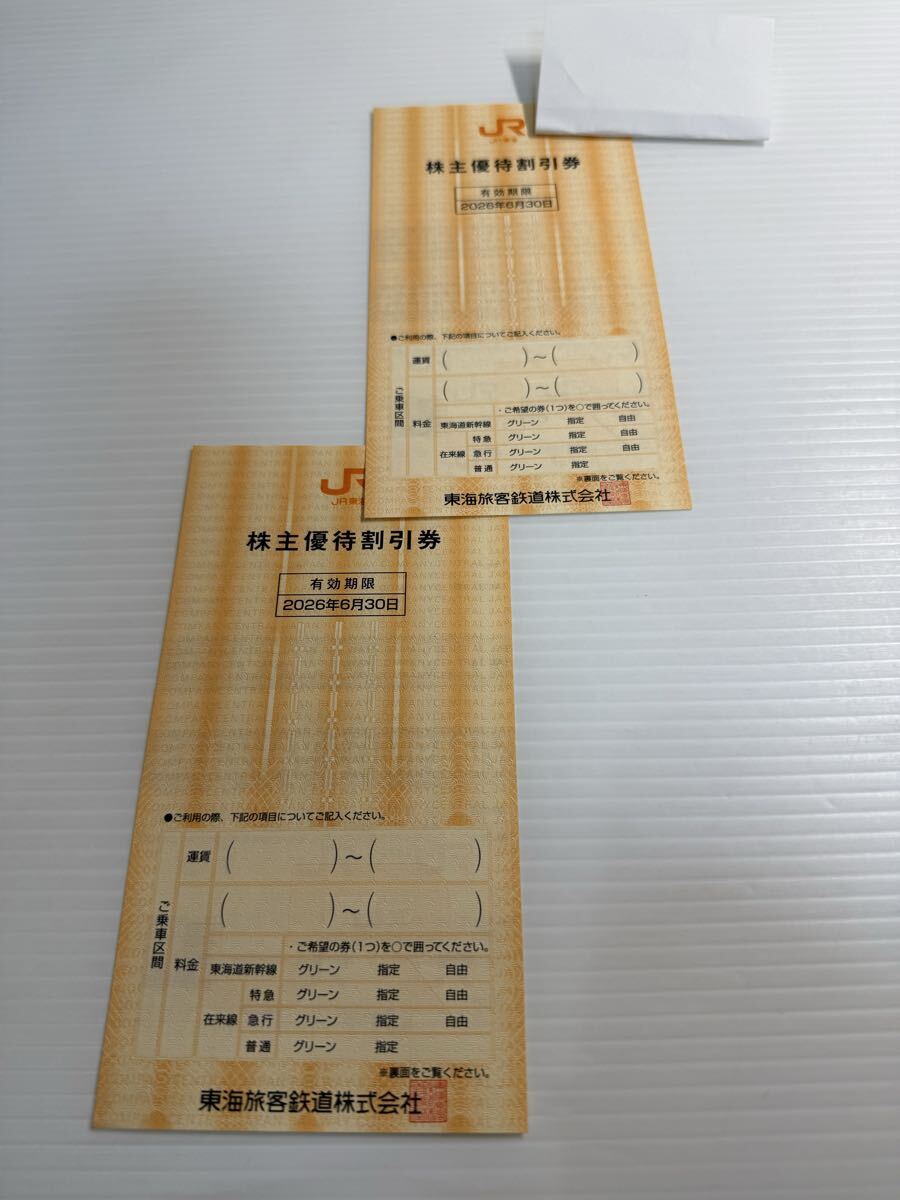 JR
株主優待割引券
有効期限
2026年6月30日
●ご利用の際、下記の項目についてご記入ください。
ご乗車区間
運賃 ( )~( )
料金 ( )~( )
・ご希望の券(1つ)を○で囲ってください。
東海道新幹線 グリーン 指定 自由
在来線
特急 グリーン 指定 自由
急行 グリーン 指定 自由
普通 グリーン 指定
※裏面をご覧ください。
東海旅客鉄道株式会社
JR
JR東
株主優待割引券
有効期限
2026年6月30日
●ご利用の際、下記の項目についてご記入ください。
ご乗車区間
運賃 ( )~( )
料金 ( )~( )
・ご希望の券(1つ)を○で囲ってください。
東海道新幹線 グリーン 指定 自由
在来線
特急 グリーン 指定 自由
急行 グリーン 指定 自由
普通 グリーン 指定
※裏面をご覧ください。
東海旅客鉄道株式会社